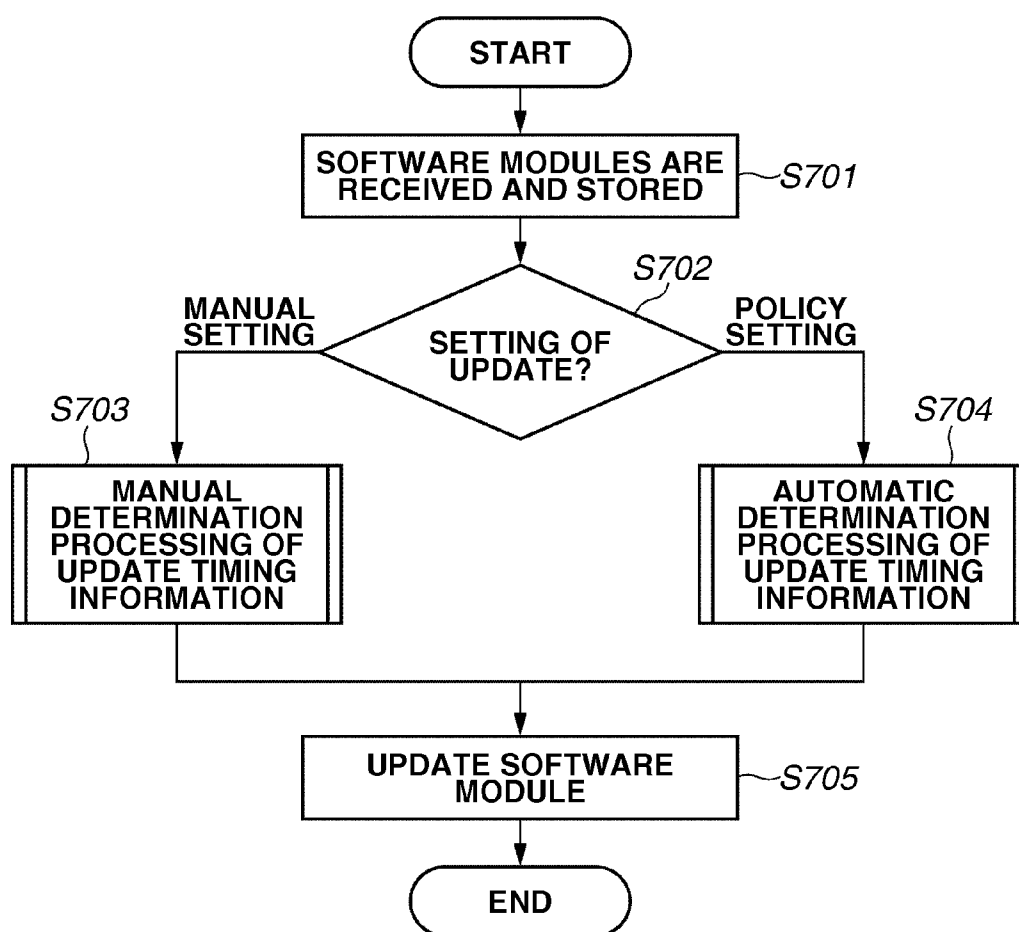 START
SOFTWARE MODULES ARE
RECEIVED AND STORED
S701
S702
MANUAL
SETTING
POLICY
SETTING
SETTING OF
UPDATE?
S703
S704
MANUAL
DETERMINATION
PROCESSING OF
UPDATE TIMING
INFORMATION
AUTOMATIC
DETERMINATION
PROCESSING OF
UPDATE TIMING
INFORMATION
UPDATE SOFTWARE
MODULE
S705
END